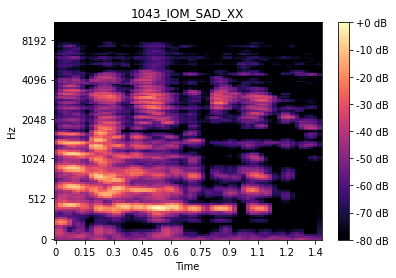 1043_IOM_SAD_XX
+0 dB
8192
-10 dB
4096
-20 dB
-30 dB
2048
Hz
-40 dB
1024
-50 dB
512
-60 dB
-70 dB
0
-80 dB
0 0.15 0.3 0.45 0.6 0.75 0.9 1.1 1.2 1.4
Time